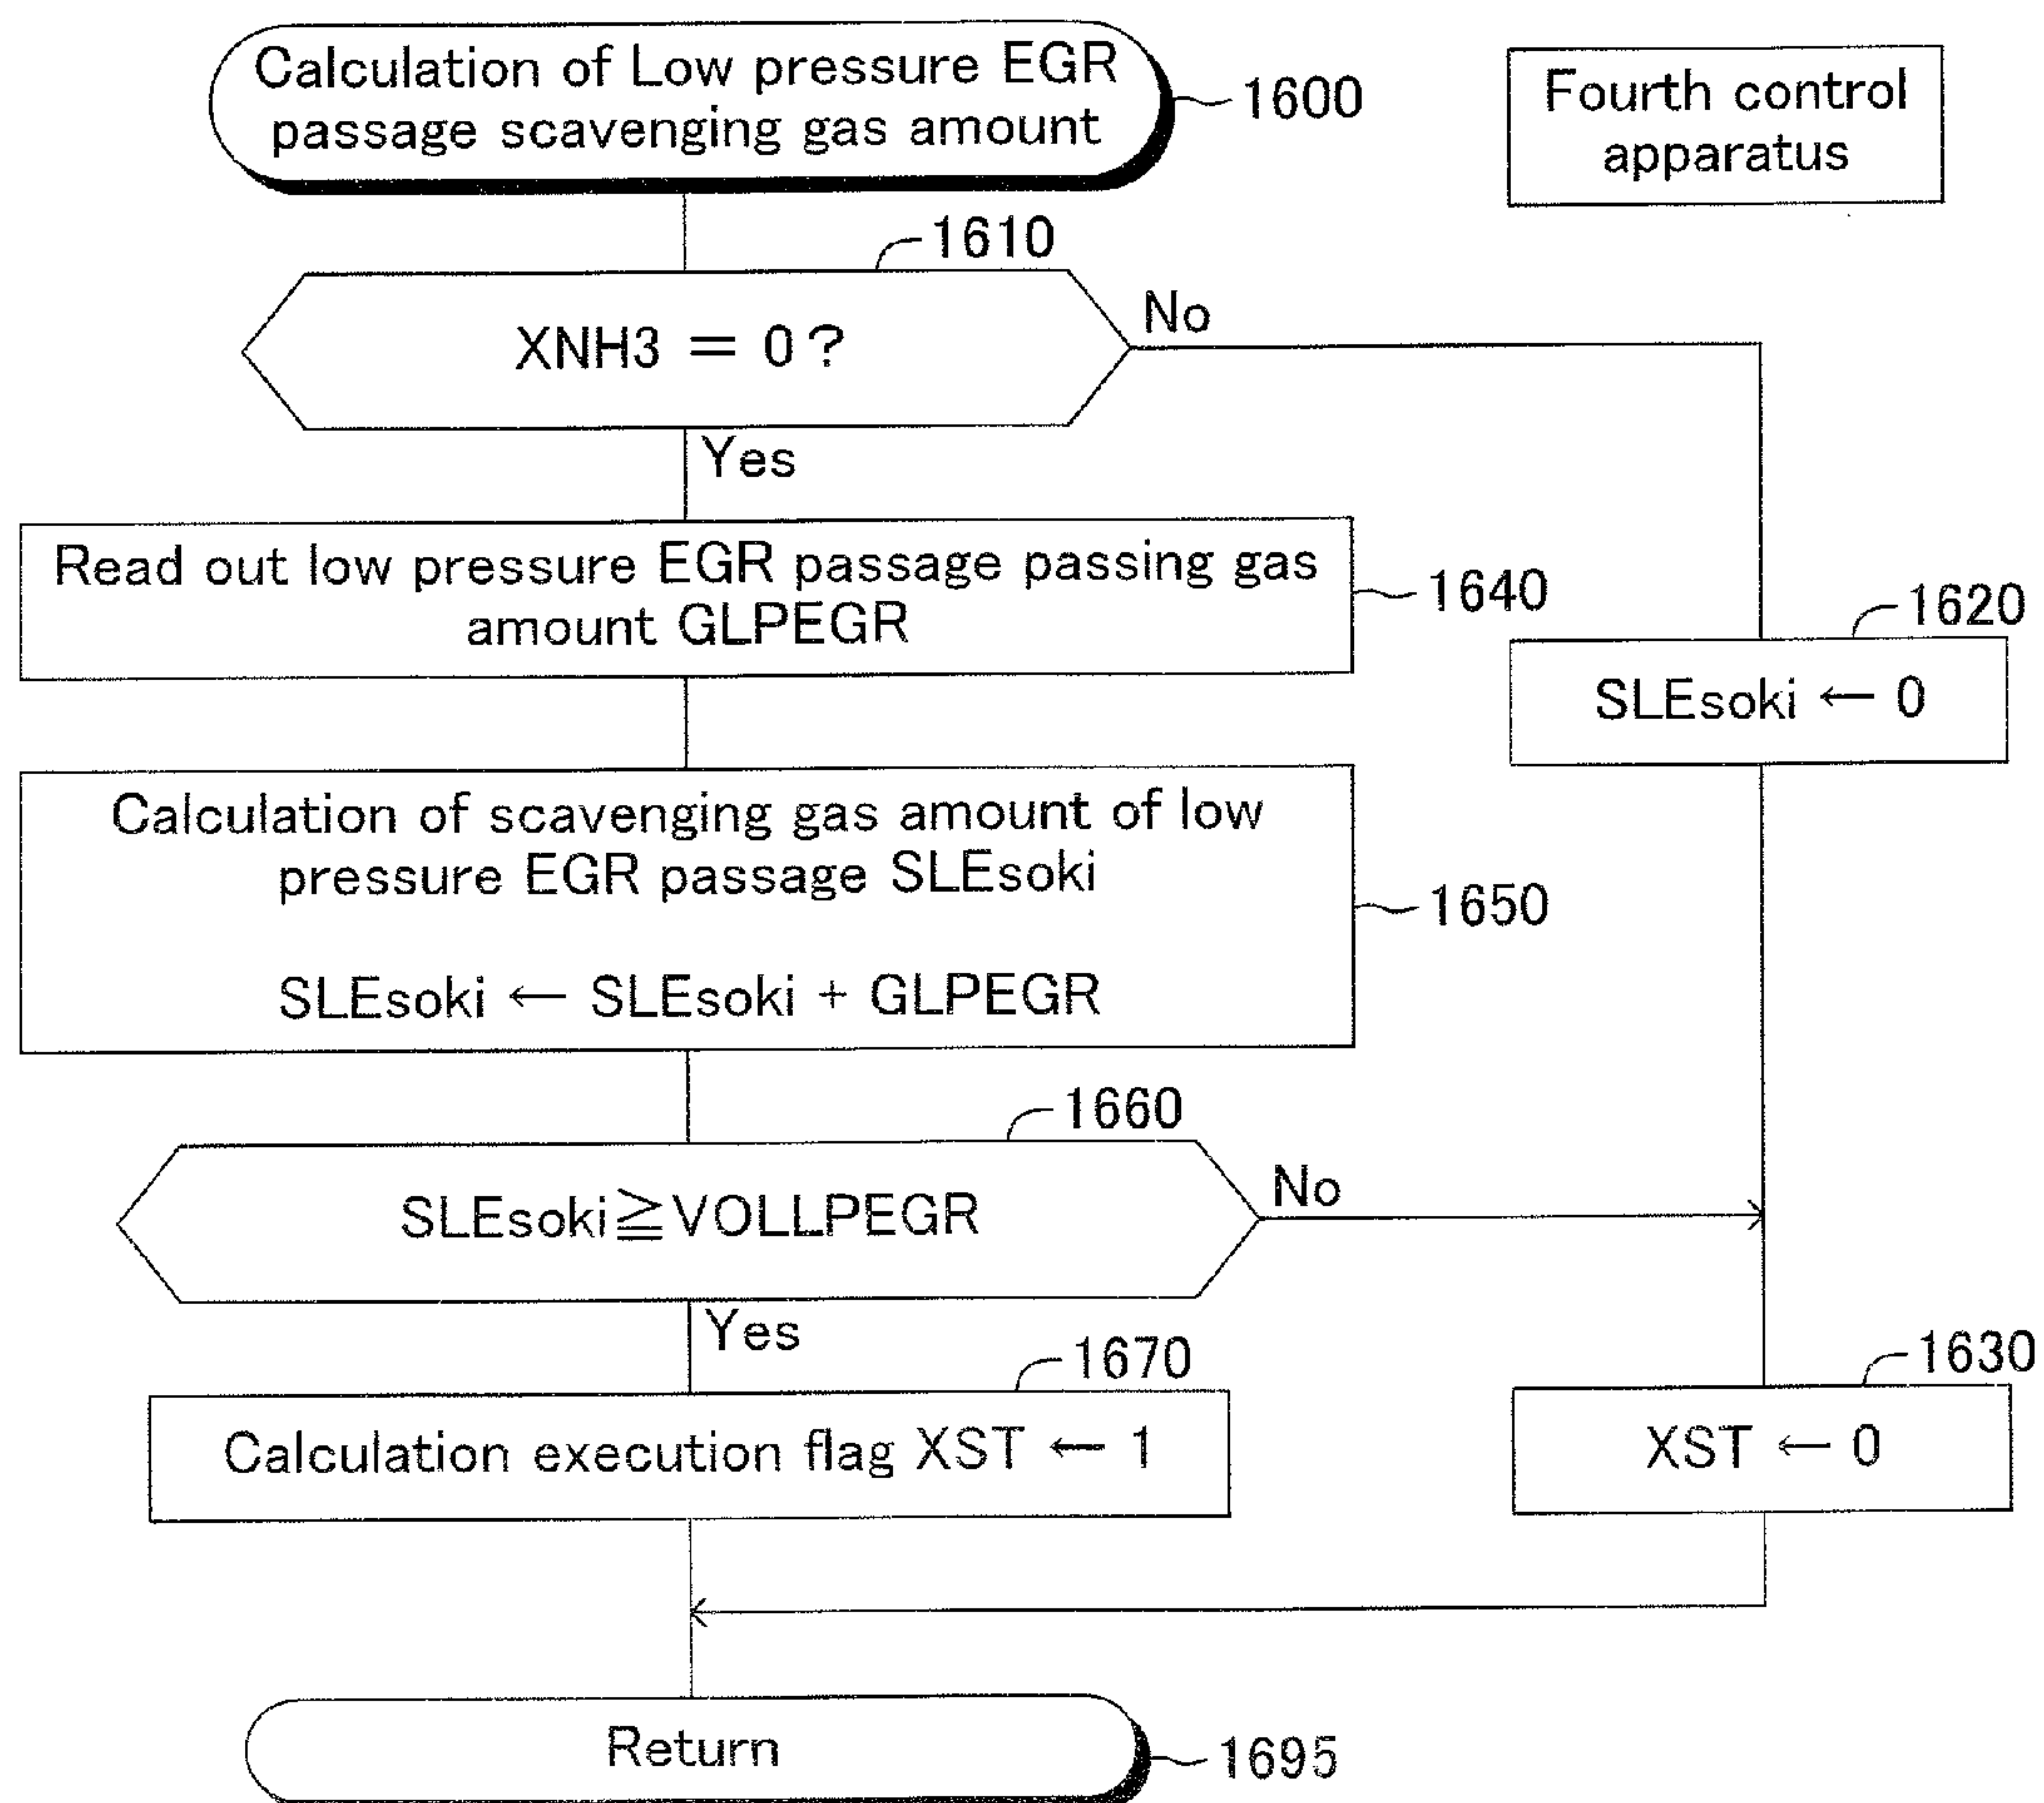 Calculation of Low pressure EGR
passage scavenging gas amount
1600
Fourth control
apparatus
1610
XNH3 = 0?
No
Yes
Read out low pressure EGR passage passing gas
amount GLPEGR
1640
1620
SLEsoki ← 0
Calculation of scavenging gas amount of low
pressure EGR passage SLEsoki
SLEsoki ← SLEsoki + GLPEGR
1650
1660
SLEsoki≧VOLLPEGR
No
Yes
1670
Calculation execution flag XST ← 1
1630
XST ← 0
Return
1695